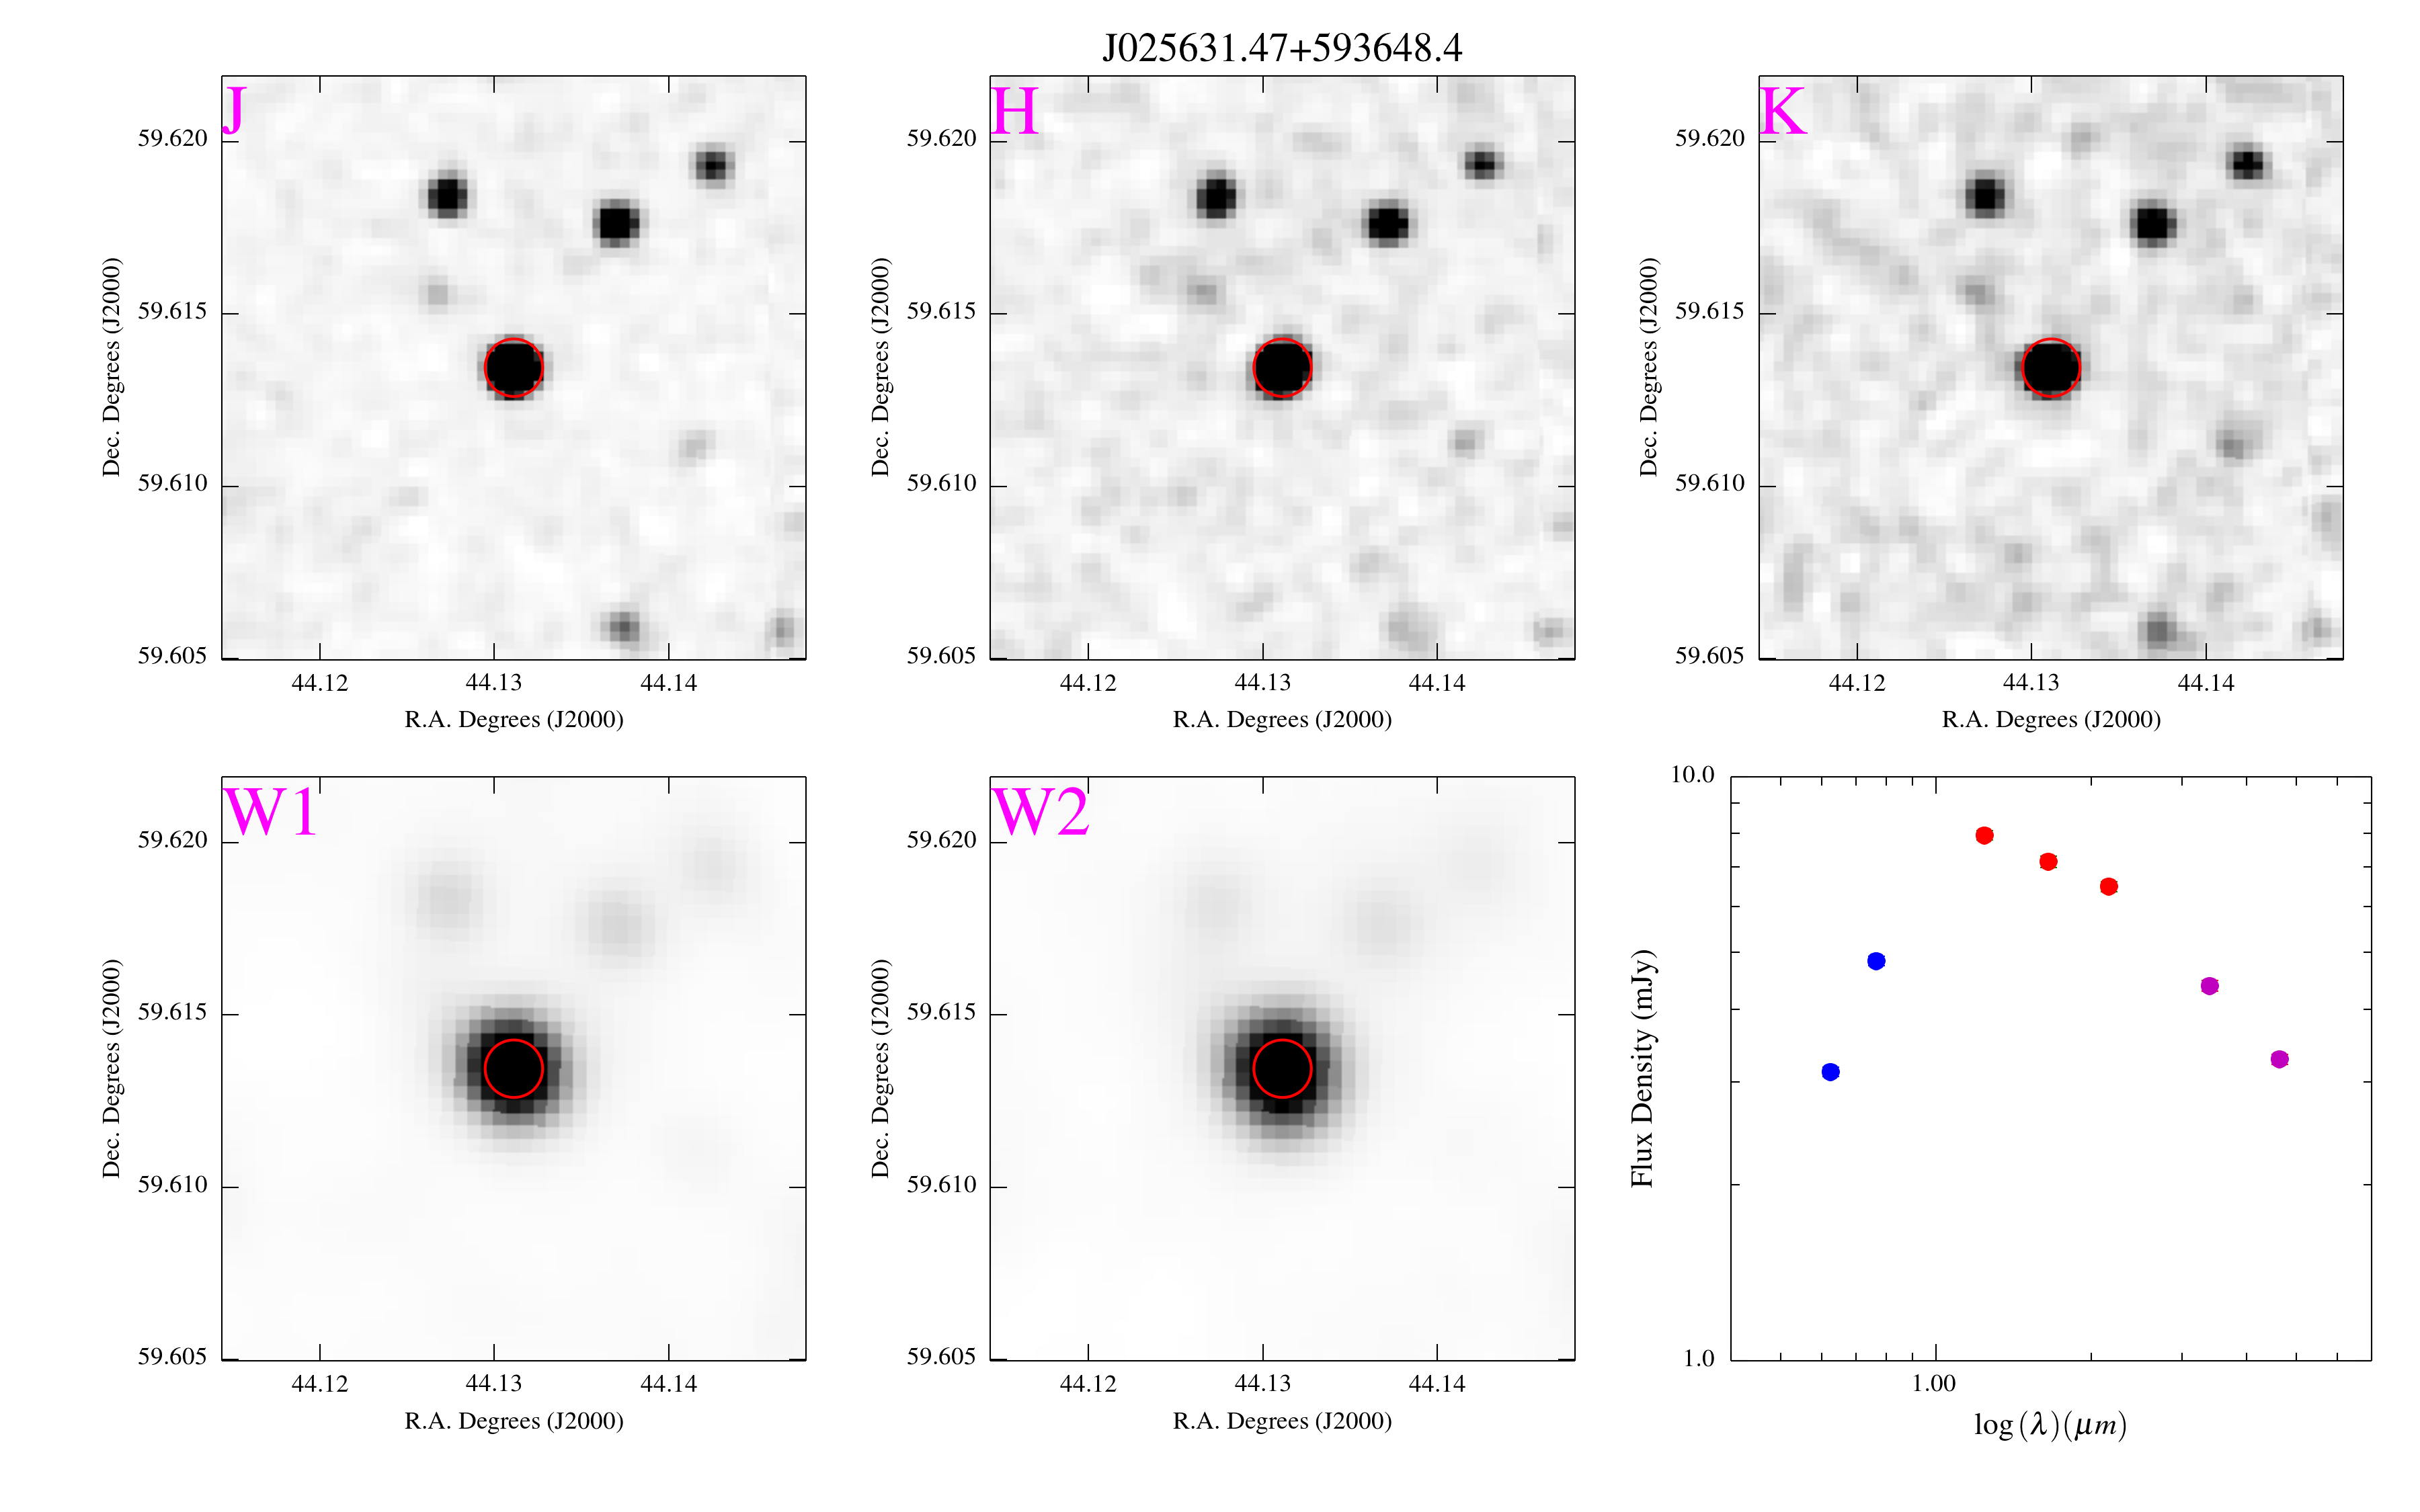 J025631.47+593648.4
J
59.620
59.615
59.610
59.605
Dec. Degrees (J2000)
44.12
44.13
44.14
R.A. Degrees (J2000)
H
59.620
59.615
59.610
59.605
Dec. Degrees (J2000)
44.12
44.13
44.14
R.A. Degrees (J2000)
K
59.620
59.615
59.610
59.605
Dec. Degrees (J2000)
44.12
44.13
44.14
R.A. Degrees (J2000)
W1
59.620
59.615
59.610
59.605
Dec. Degrees (J2000)
44.12
44.13
44.14
R.A. Degrees (J2000)
W2
59.620
59.615
59.610
59.605
Dec. Degrees (J2000)
44.12
44.13
44.14
R.A. Degrees (J2000)
10.0
1.0
Flux Density (mJy)
1.00
log(λ)(μm)